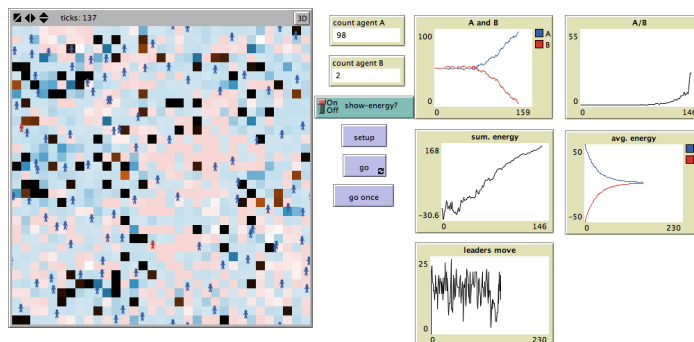 ticks: 137
3D
count agent A
98
count agent B
2
On
Off
show-energy?
setup
go
go once
A and B
100
0
0
159
A
B
A/B
55
0
0
146
sum. energy
168
-30.6
0
146
avg. energy
50
-50
0
230
leaders move
25
0
0
230